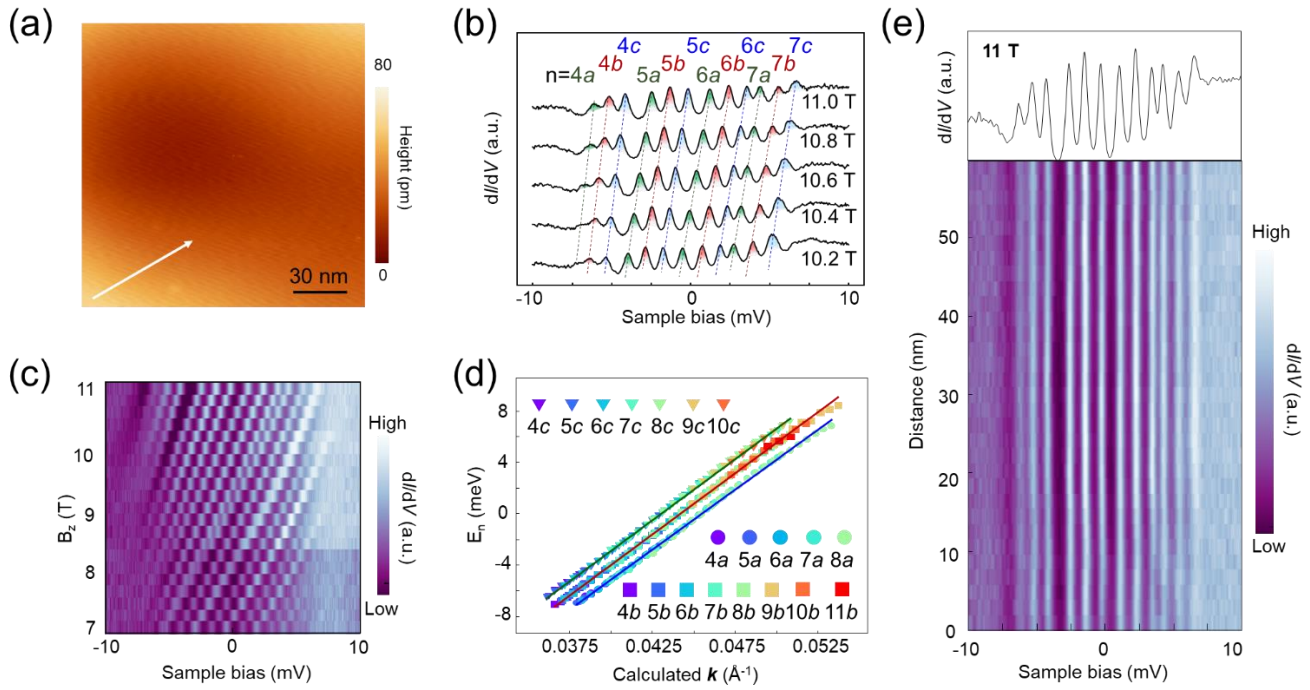 (a)
80
Height (pm)
0
30 nm
(b)
4c 5c 6c 7c
4b 5b 6b 7b
n=4a 5a 6a 7a
11.0 T
10.8 T
10.6 T
10.4 T
10.2 T
dI/dV (a.u.)
-10 0 10
Sample bias (mV)
(c)
11
10
9
8
7
B_z (T)
-10 0 10
Sample bias (mV)
High
dI/dV (a.u.)
Low
(d)
8
4
0
-4
-8
E_n (meV)
4c 5c 6c 7c 8c 9c 10c
4a 5a 6a 7a 8a
4b 5b 6b 7b 8b 9b 10b 11b
0.0375 0.0425 0.0475 0.0525
Calculated k (Å⁻¹)
(e)
11 T
dI/dV (a.u.)
50
40
30
20
10
0
Distance (nm)
-10 0 10
Sample bias (mV)
High
dI/dV (a.u.)
Low